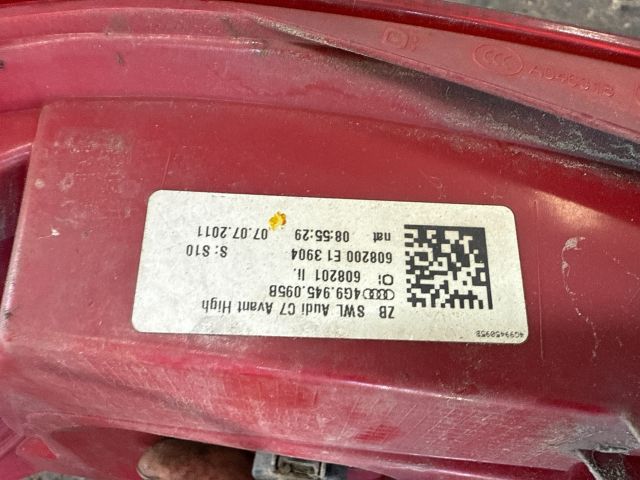 ZB SWL Audi C7 Avant High
4G9.945.095B
608201 li. OI:
608200 E1 3904 S: S10
nat 08:55:29 07.07.2011
4G9945095B
CCC